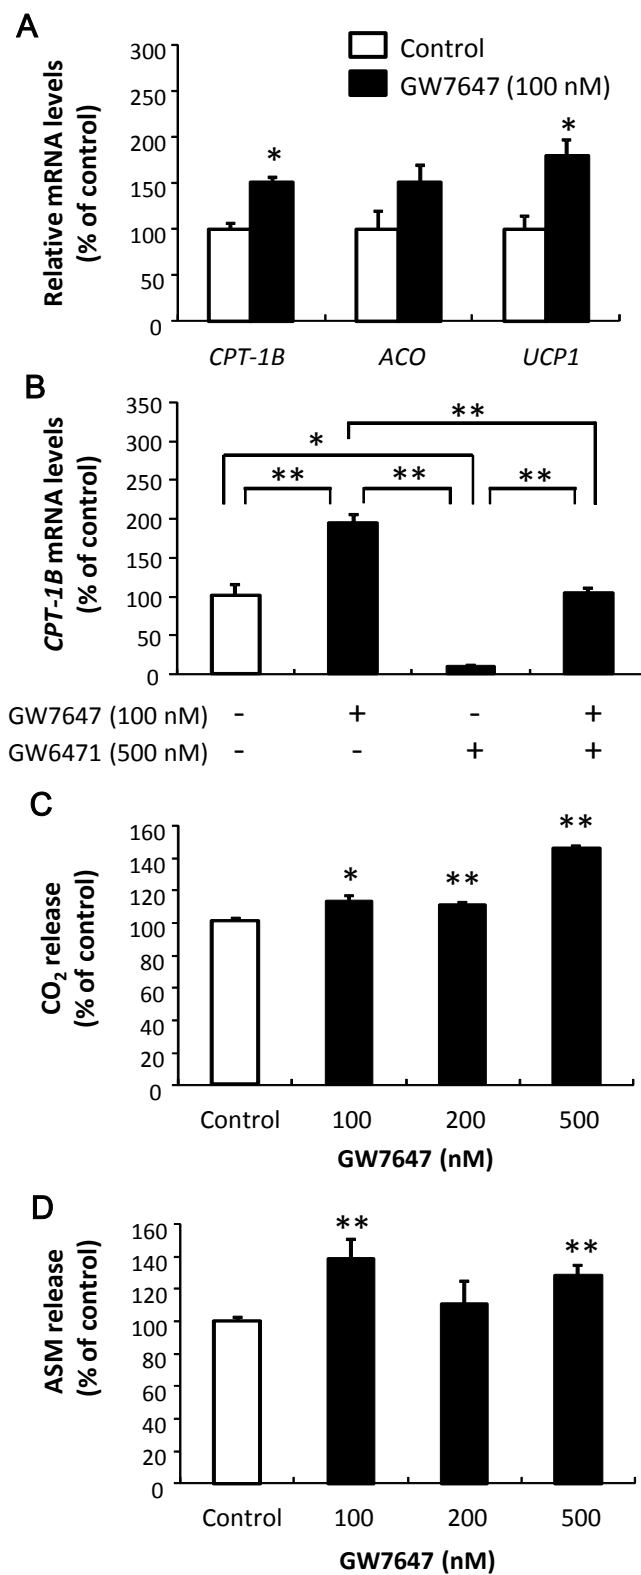 A
Relative mRNA levels
(% of control)
300
250
200
150
100
50
0
Control
GW7647 (100 nM)
*
*
CPT-1B
ACO
UCP1
B
CPT-1B mRNA levels
(% of control)
350
300
250
200
150
100
50
0
**
*
**
**
**
GW7647 (100 nM) - + - +
GW6471 (500 nM) - - + +
C
CO₂ release
(% of control)
160
140
120
100
80
60
40
20
0
*
**
**
Control
100
200
500
GW7647 (nM)
D
ASM release
(% of control)
160
140
120
100
80
60
40
20
0
**
**
Control
100
200
500
GW7647 (nM)